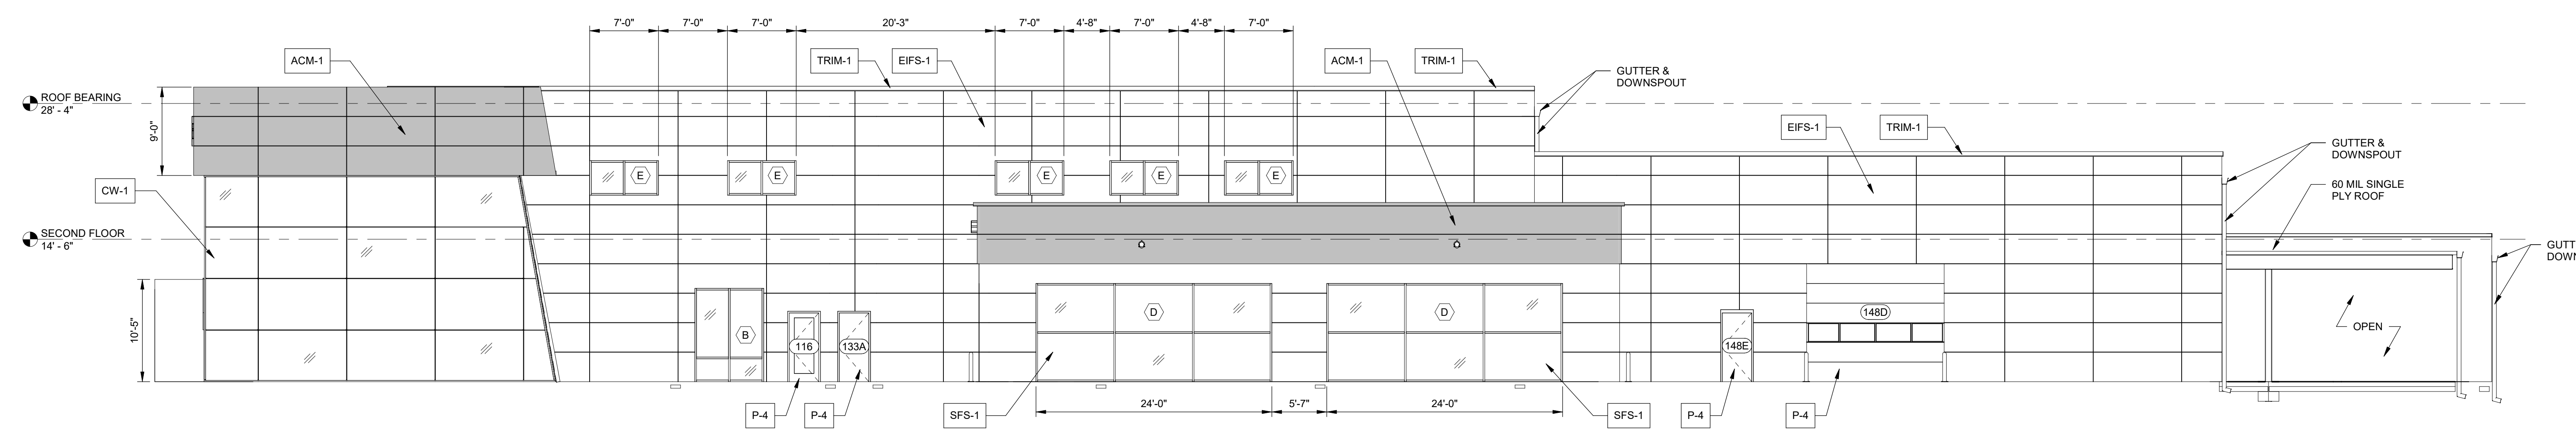 7'-0" 7'-0" 7'-0" 20'-3" 7'-0" 4'-8" 7'-0" 4'-8" 7'-0"
ACM-1
TRIM-1
EIFS-1
ACM-1
TRIM-1
GUTTER &
DOWNSPOUT
ROOF BEARING
28' - 4"
9'-0"
EIFS-1
TRIM-1
GUTTER &
DOWNSPOUT
E
E
E
E
E
CW-1
60 MIL SINGLE
PLY ROOF
SECOND FLOOR
14' - 6"
GUTT
DOWN
10'-5"
B
116
133A
D
D
148E
148D
OPEN
P-4
P-4
SFS-1
24'-0" 5'-7" 24'-0"
SFS-1
P-4
P-4